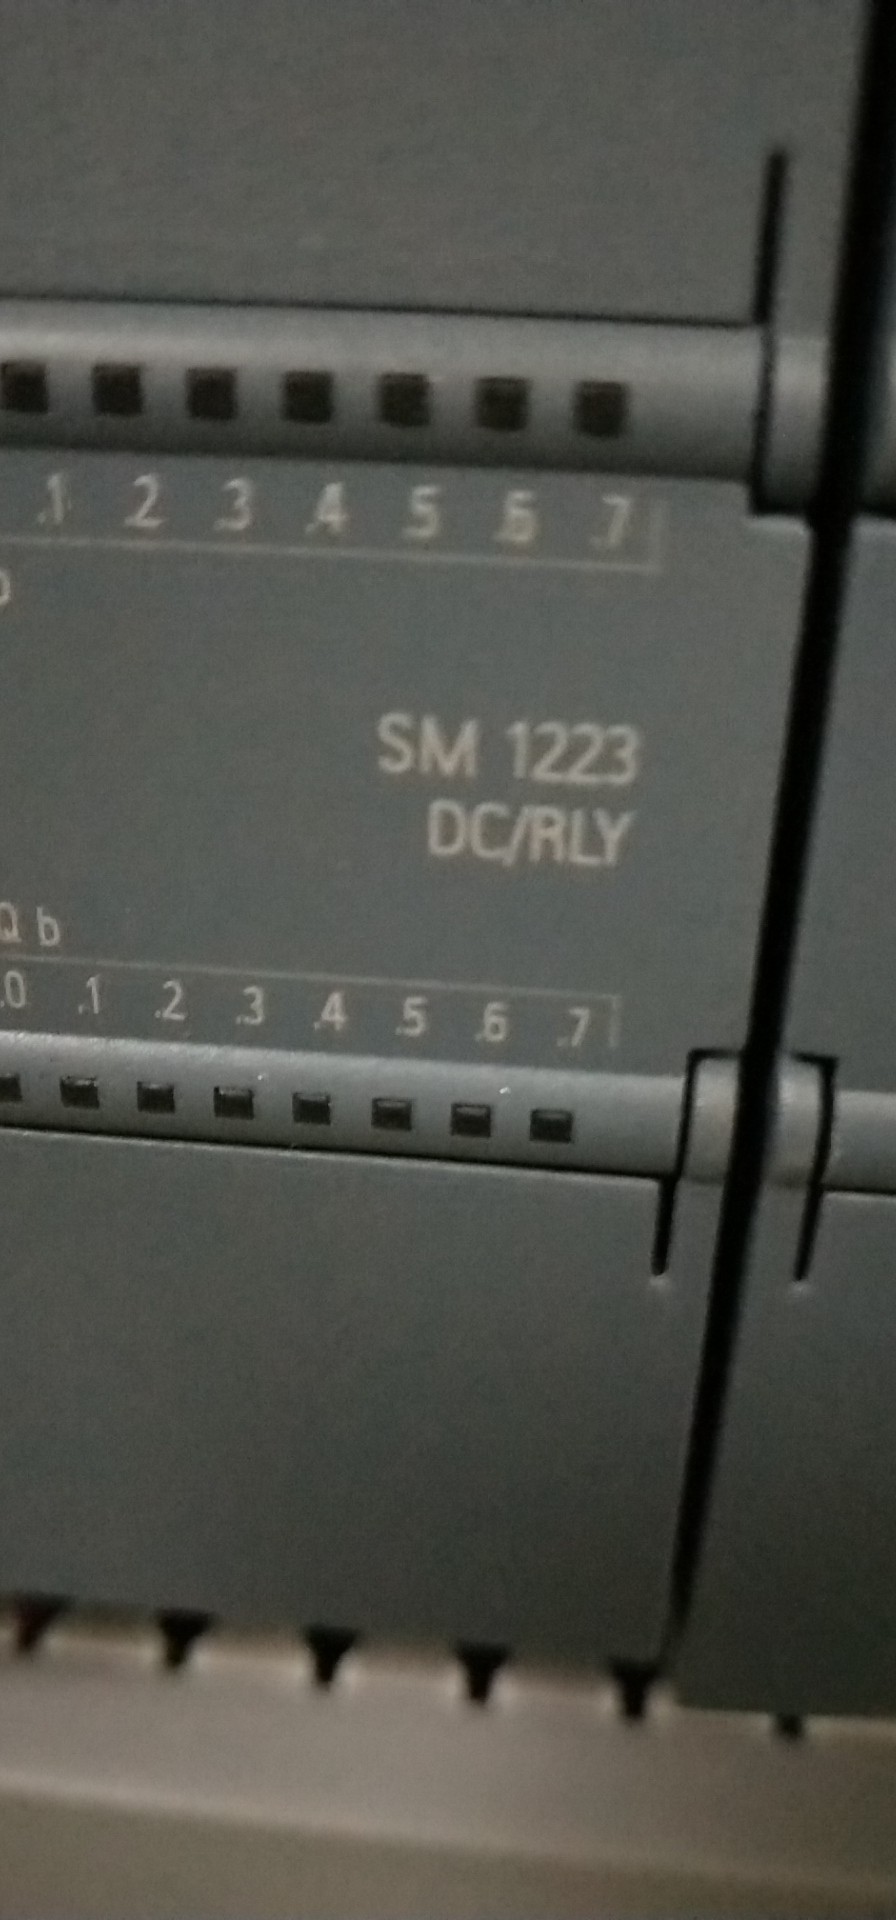 .1 .2 .3 .4 .5 .6 .7
SM 1223
DC/RLY
Q b
.0 .1 .2 .3 .4 .5 .6 .7